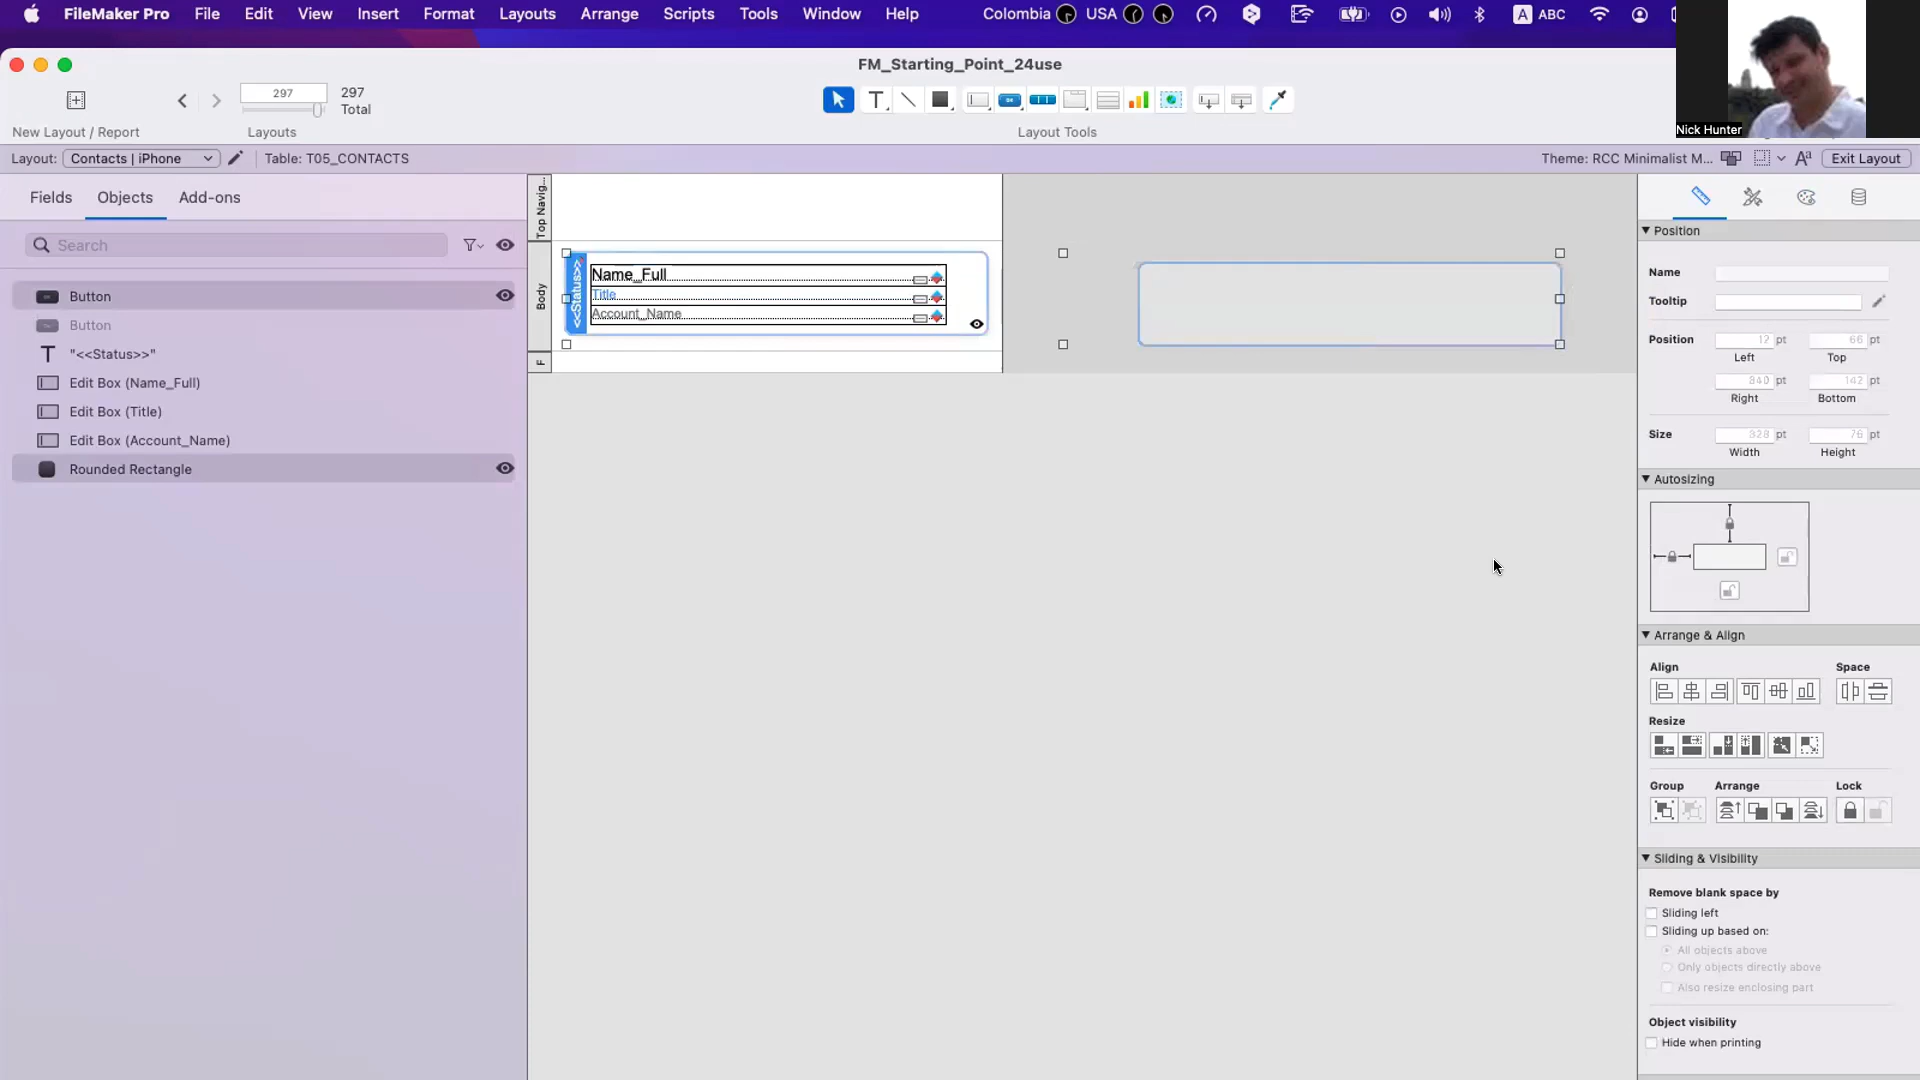 FileMaker Pro File Edit View Insert Format Layouts Arrange Scripts Tools Window Help Colombia USA A ABC
FM_Starting_Point_24use
297
297
Total
New Layout / Report
Layouts
Layout Tools
Nick Hunter
Layout: Contacts | iPhone
Table: T05_CONTACTS
Theme: RCC Minimalist M...
Exit Layout
Fields
Objects
Add-ons
Search
Button
Button
"<<Status>>"
Edit Box (Name_Full)
Edit Box (Title)
Edit Box (Account_Name)
Rounded Rectangle
Top Navig...
Body
F
<<Status>>
Name_Full
Title
Account_Name
Position
Name
Tooltip
Position 12 pt 66 pt
Left Top
340 pt 142 pt
Right Bottom
Size 328 pt 76 pt
Width Height
Autosizing
Arrange & Align
Align Space
Resize
Group Arrange Lock
Sliding & Visibility
Remove blank space by
Sliding left
Sliding up based on:
All objects above
Only objects directly above
Also resize enclosing part
Object visibility
Hide when printing